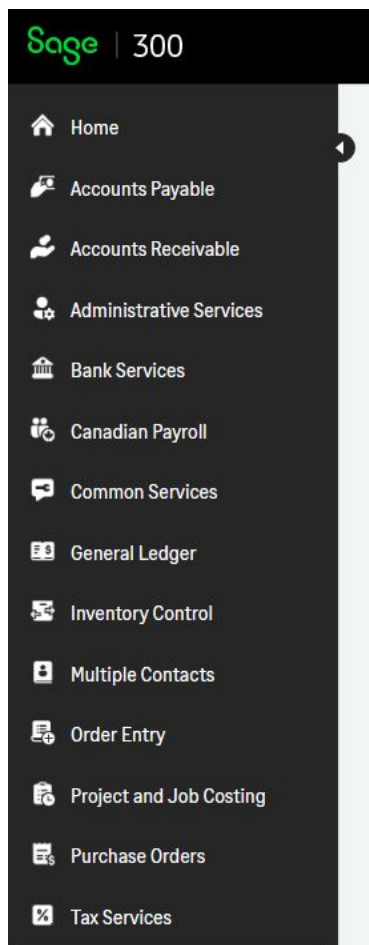 Sage | 300
Home
Accounts Payable
Accounts Receivable
Administrative Services
Bank Services
Canadian Payroll
Common Services
General Ledger
Inventory Control
Multiple Contacts
Order Entry
Project and Job Costing
Purchase Orders
Tax Services